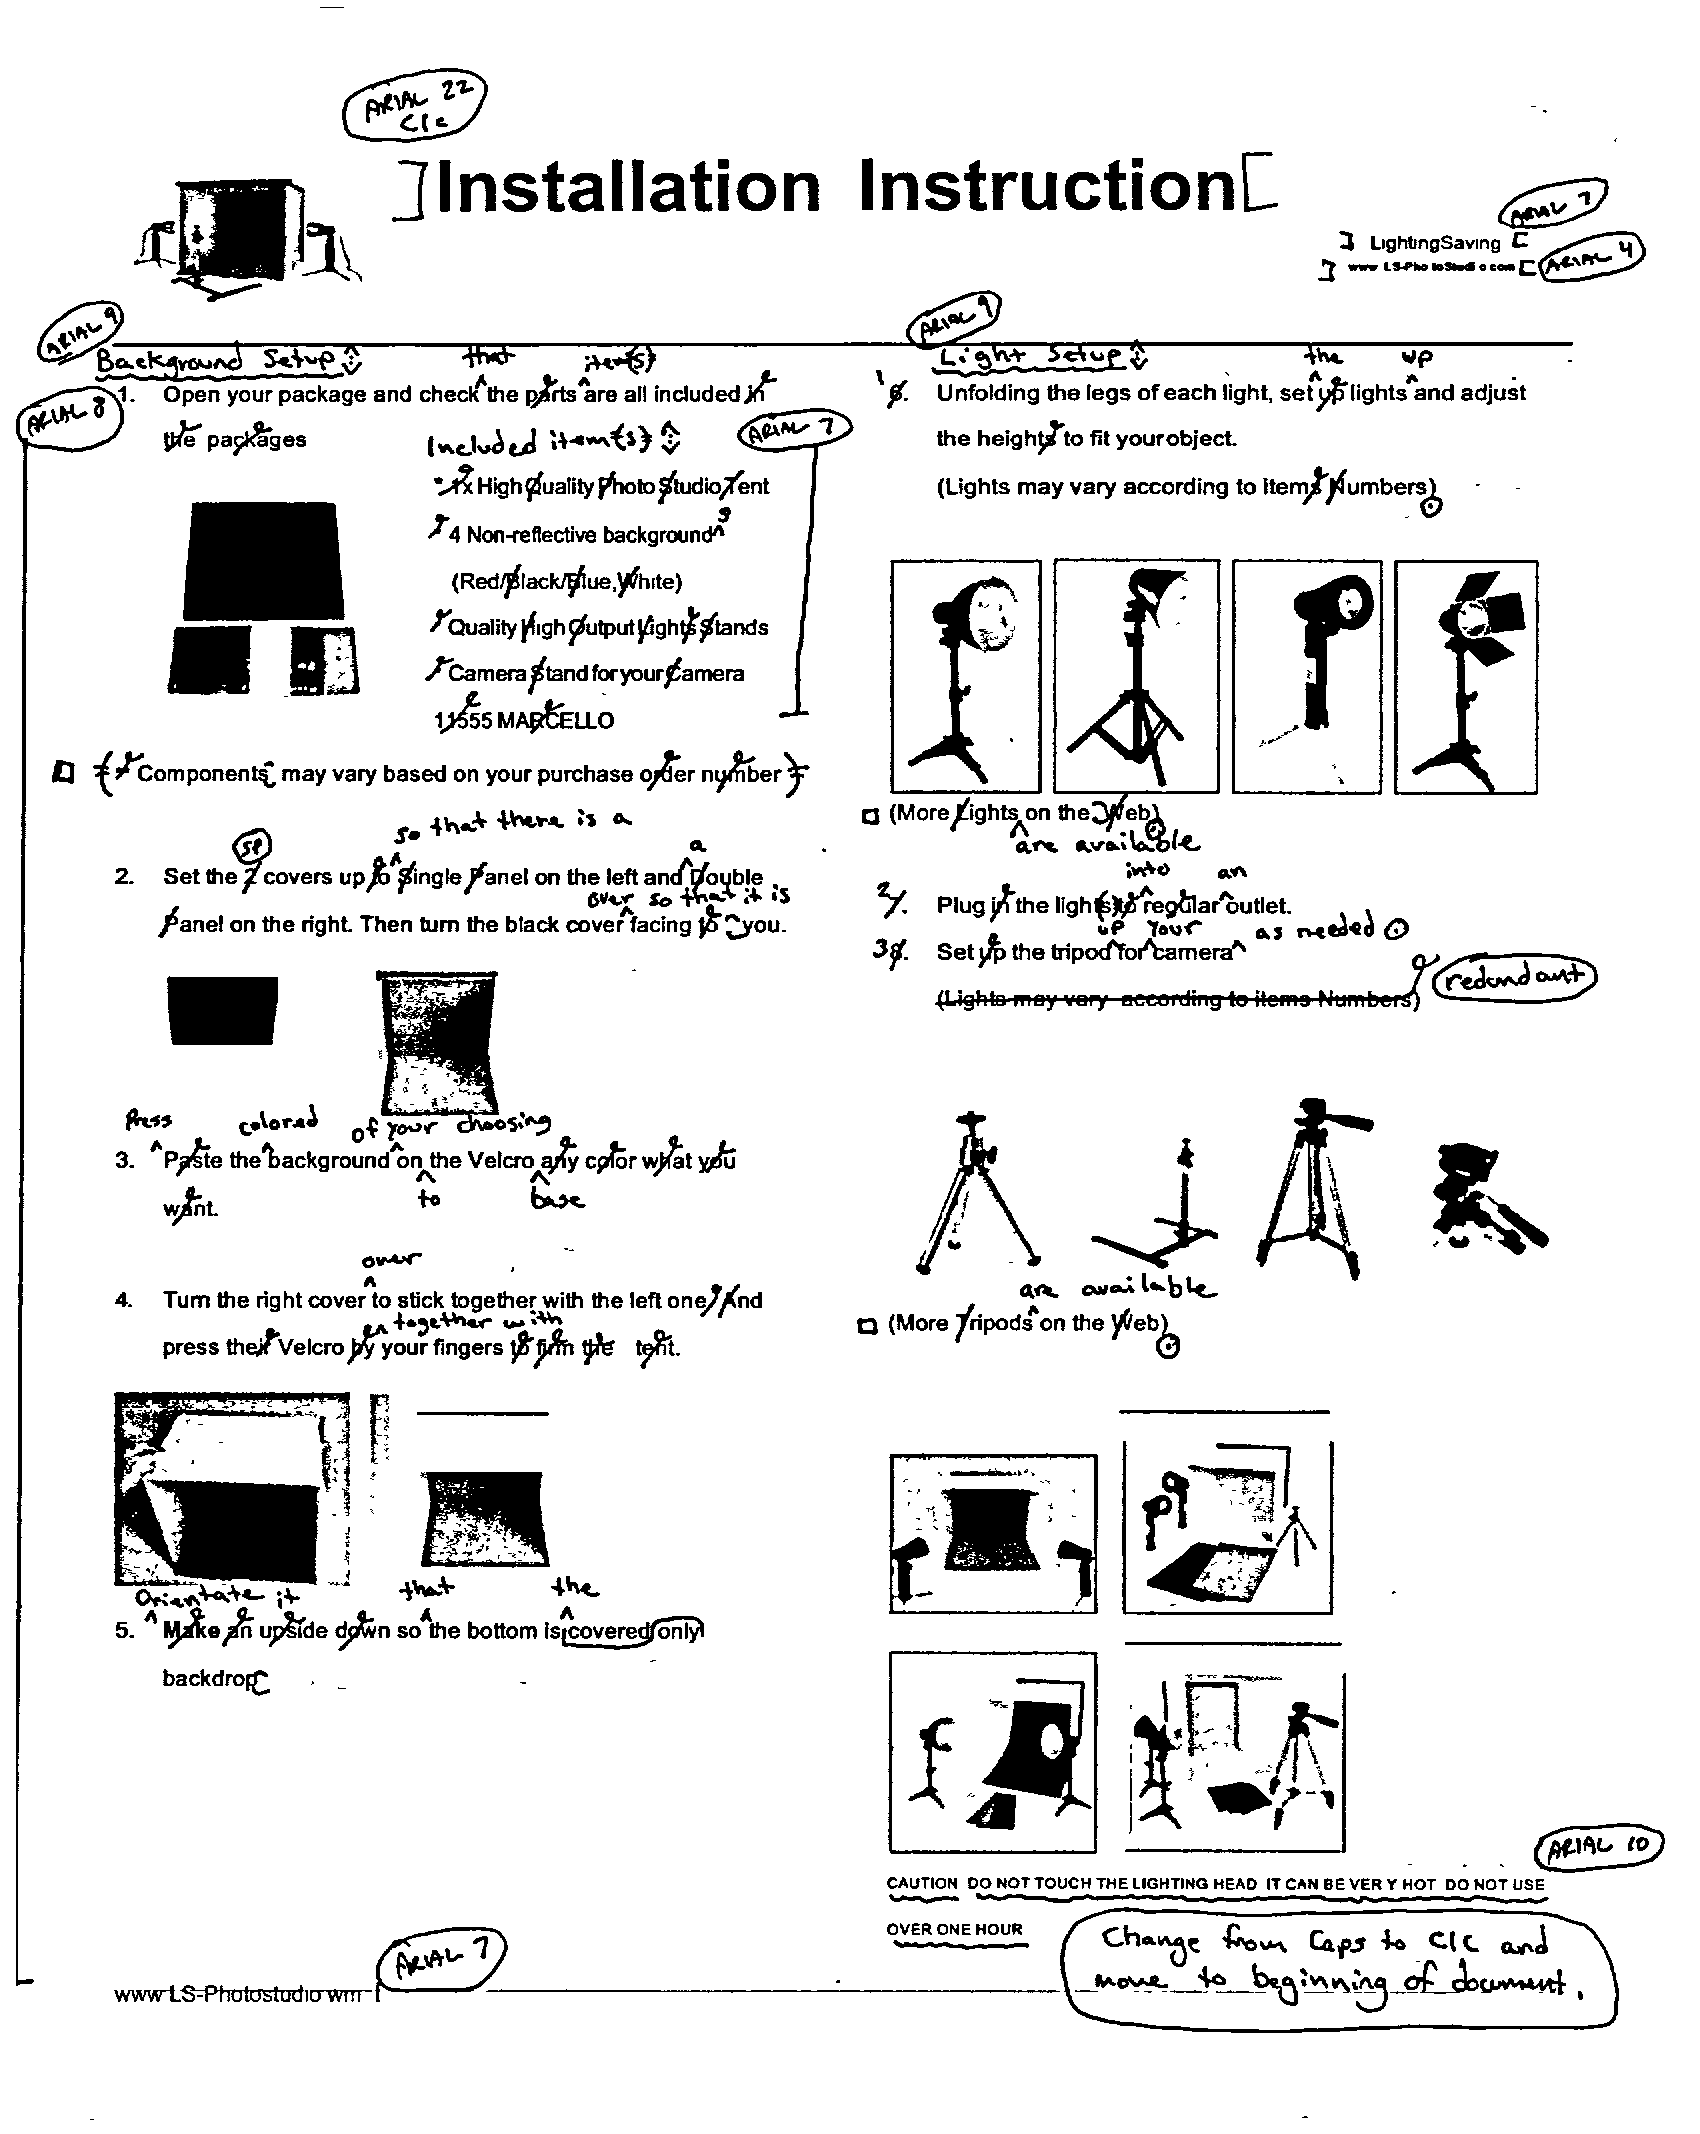 ARIAL 22
C/c
Installation Instruction
ARIAL 7
LightingSaving
www LS-PhotoStudio com
ARIAL 4
ARIAL 9
ARIAL 9
Background Setup:
that item(s)
ARIAL 8
1. Open your package and check the parts are all included in
the packages
Included item(s):
ARIAL 7
1x High Quality Photo Studio Tent
4 Non-reflective background s
(Red/Black/Blue,White)
Quality High Output Lights Stands
Camera Stand for your Camera
11555 MARCELLO
(Components may vary based on your purchase order number)
so that there is a
sp
a
2. Set the 2 covers up to Single Panel on the left and Double
over so that it is
Panel on the right. Then turn the black cover facing to you.
Press colored of your choosing
3. Paste the background on the Velcro any color what you
to base
want.
over
4. Turn the right cover to stick together with the left one, And
together with
press their Velcro by your fingers to firm the tent.
Orientate it that the
5. Make an upside down so the bottom is covered only
backdrop
ARIAL 7
www LS-Photostudio
Light Setup:
the up
1 Unfolding the legs of each light, set up lights and adjust
the heights to fit your object.
(Lights may vary according to Items Numbers)
(More Lights on the Web)
are available
into an
2. Plug in the light(s) to regular outlet.
up your as needed
3. Set up the tripod for camera
(Lights may vary according to items Numbers)
redundant
are available
(More Tripods on the Web)
ARIAL 10
CAUTION DO NOT TOUCH THE LIGHTING HEAD IT CAN BE VERY HOT DO NOT USE
OVER ONE HOUR
Change from Caps to C/C and
move to beginning of document.